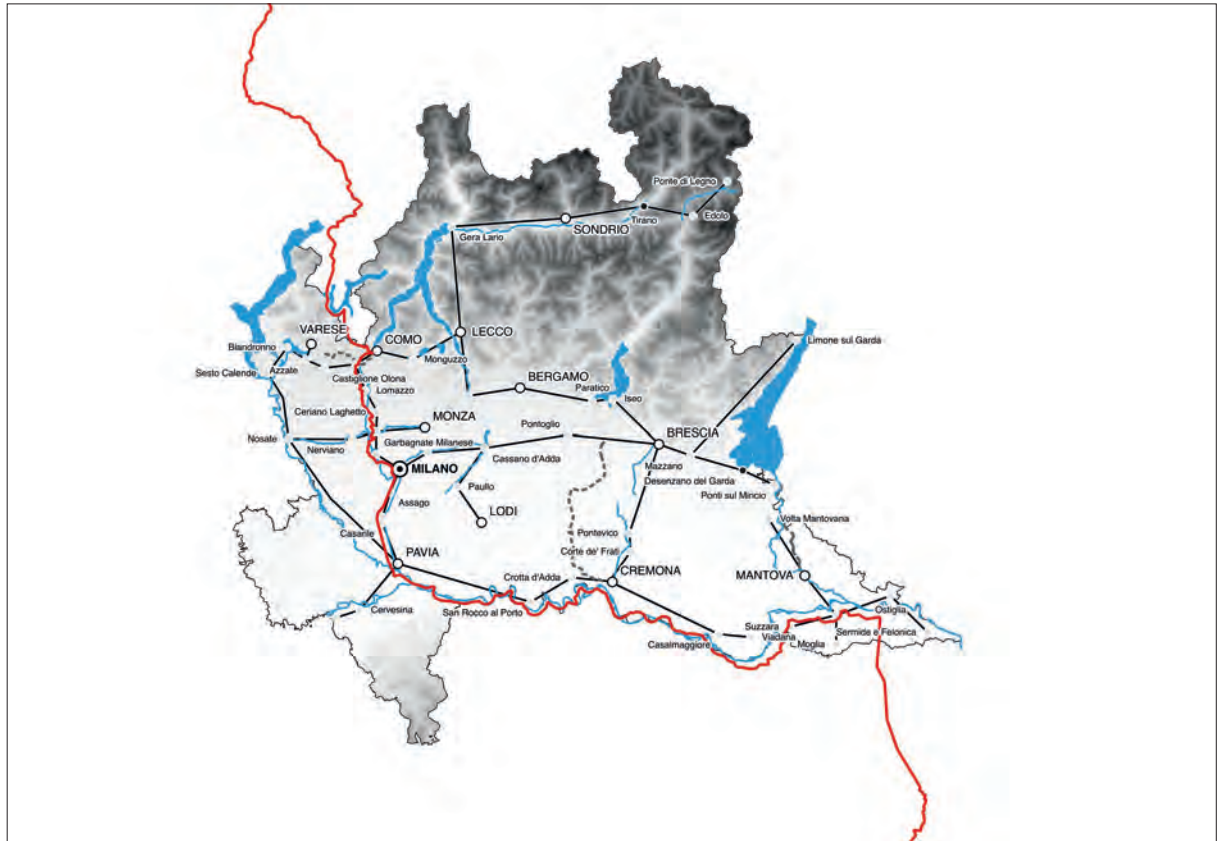 Ponte di Legno
Edolo
Tirano
SONDRIO
Gera Lario
VARESE
COMO
LECCO
Limone sul Garda
Biandronno
Azzate
Monguzzo
Sesto Calende
Castiglione Olona
BERGAMO
Lomazzo
Paratico
Iseo
Ceriano Laghetto
MONZA
Pontoglio
BRESCIA
Nosate
Nerviano
Garbagnate Milanese
Cassano d'Adda
MILANO
Mazzano
Desenzano del Garda
Paullo
Ponti sul Mincio
Assago
LODI
Volta Mantovana
Casarile
Pontevico
PAVIA
Corte de' Frati
Crotta d'Adda
CREMONA
MANTOVA
Cervesina
San Rocco al Porto
Ostiglia
Suzzara
Viadana
Sermide e Felonica
Casalmaggiore
Moglia